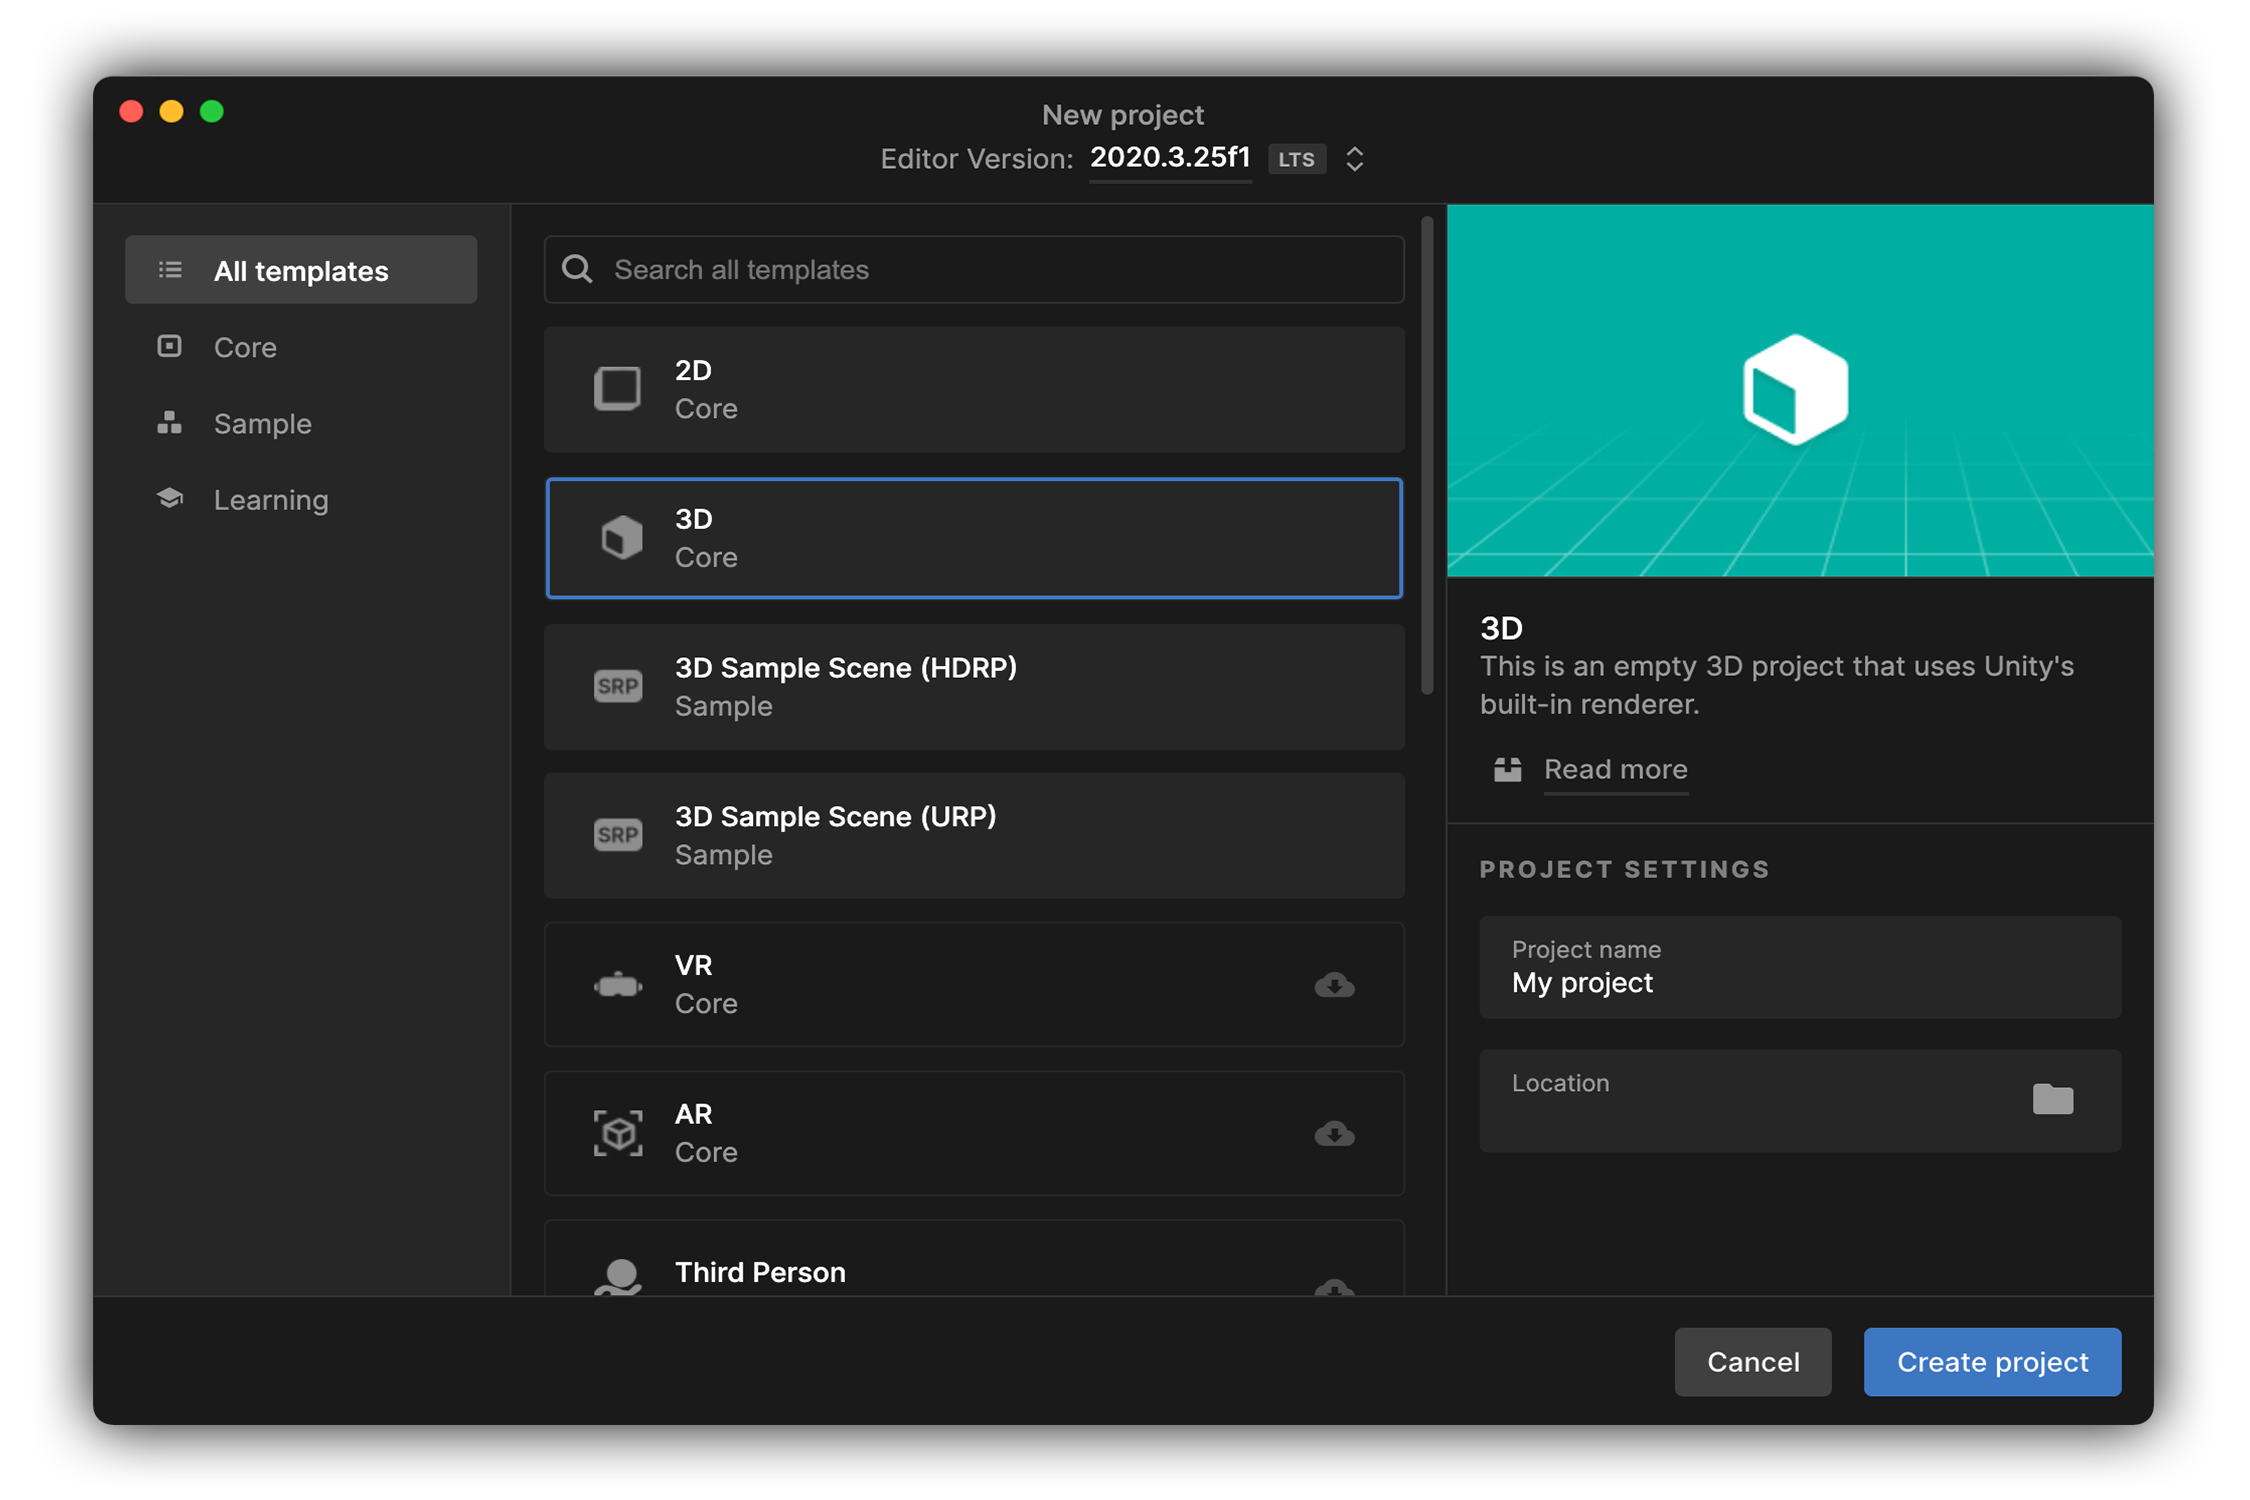 New project
Editor Version: 2020.3.25f1 LTS
All templates
Core
Sample
Learning
Search all templates
2D
Core
3D
Core
SRP
3D Sample Scene (HDRP)
Sample
SRP
3D Sample Scene (URP)
Sample
VR
Core
AR
Core
Third Person
3D
This is an empty 3D project that uses Unity's
built-in renderer.
Read more
PROJECT SETTINGS
Project name
My project
Location
Cancel
Create project